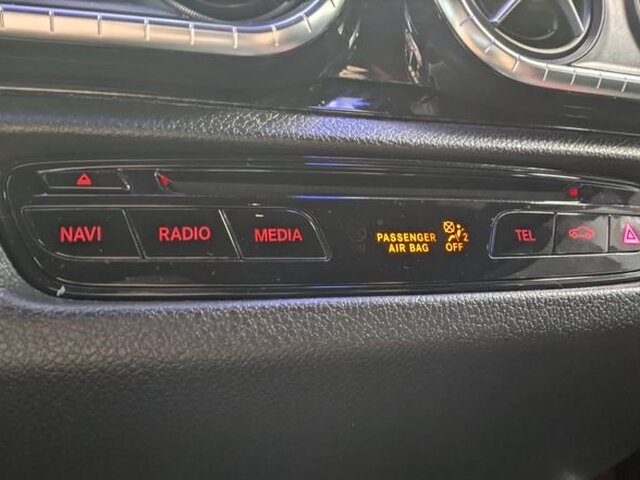 NAVI
RADIO
MEDIA
PASSENGER
AIR BAG
2
OFF
TEL